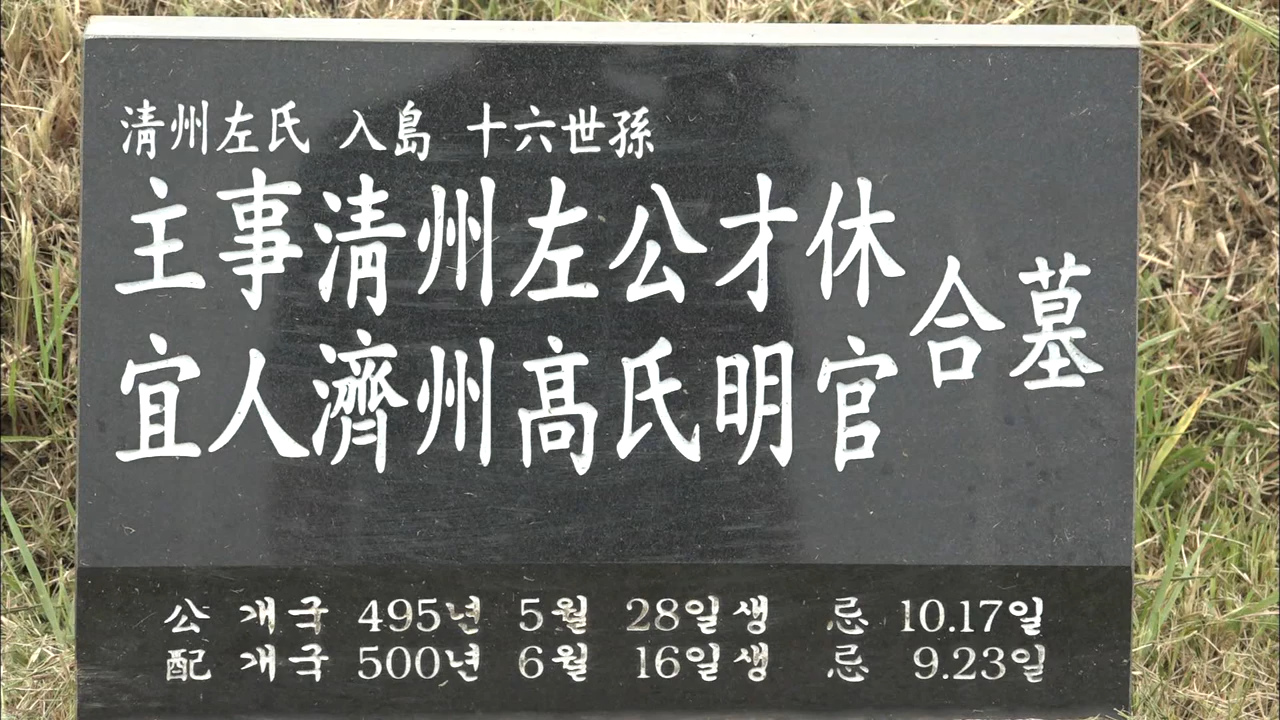 淸州左氏 入島 十六世孫
主事淸州左公才休
合墓
宜人濟州髙氏明官
公 개국 495년 5월 28일생 忌 10.17일
配 개국 500년 6월 16일생 忌 9.23일